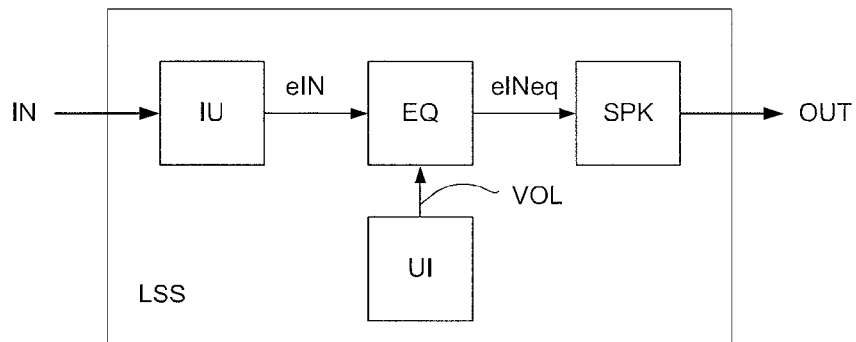 eIN
eINeq
IN
IU
EQ
SPK
OUT
VOL
UI
LSS